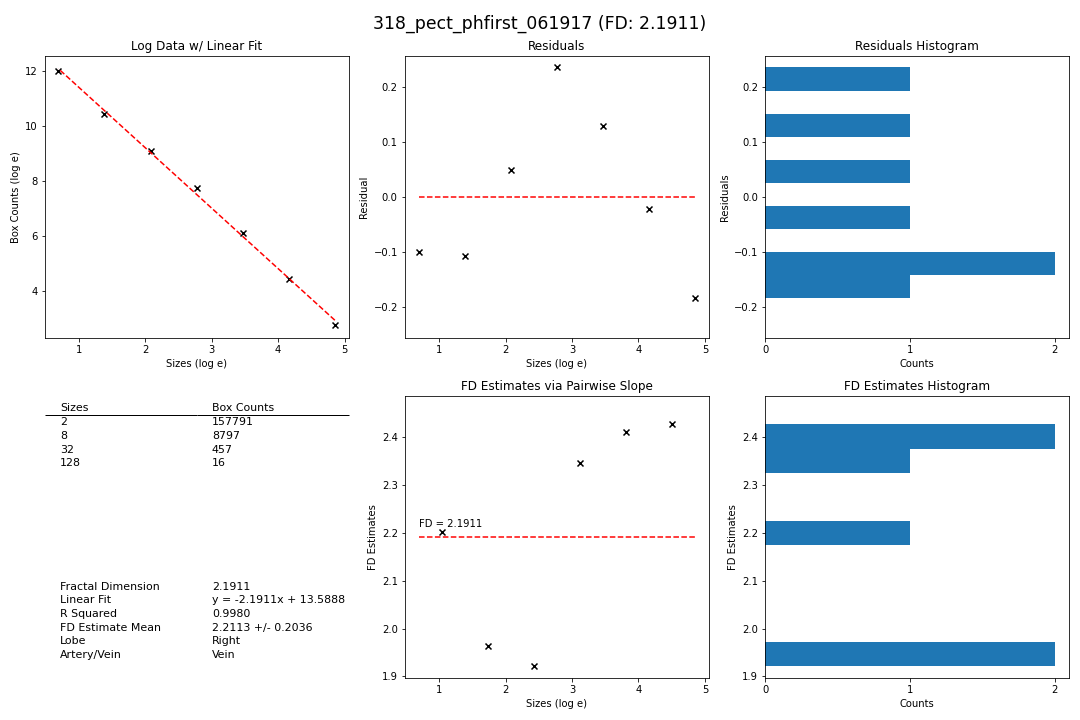 318_pect_phfirst_061917 (FD: 2.1911)
Log Data w/ Linear Fit
12
10
8
6
4
Box Counts (log e)
1 2 3 4 5
Sizes (log e)
Residuals
0.2
0.1
0.0
−0.1
−0.2
Residual
1 2 3 4 5
Sizes (log e)
Residuals Histogram
0.2
0.1
0.0
−0.1
−0.2
Residuals
0 1 2
Counts
Sizes Box Counts
2 157791
8 8797
32 457
128 16
Fractal Dimension 2.1911
Linear Fit y = -2.1911x + 13.5888
R Squared 0.9980
FD Estimate Mean 2.2113 +/- 0.2036
Lobe Right
Artery/Vein Vein
FD Estimates via Pairwise Slope
2.4
2.3
2.2
2.1
2.0
1.9
FD Estimates
FD = 2.1911
1 2 3 4 5
Sizes (log e)
FD Estimates Histogram
2.4
2.3
2.2
2.1
2.0
1.9
FD Estimates
0 1 2
Counts